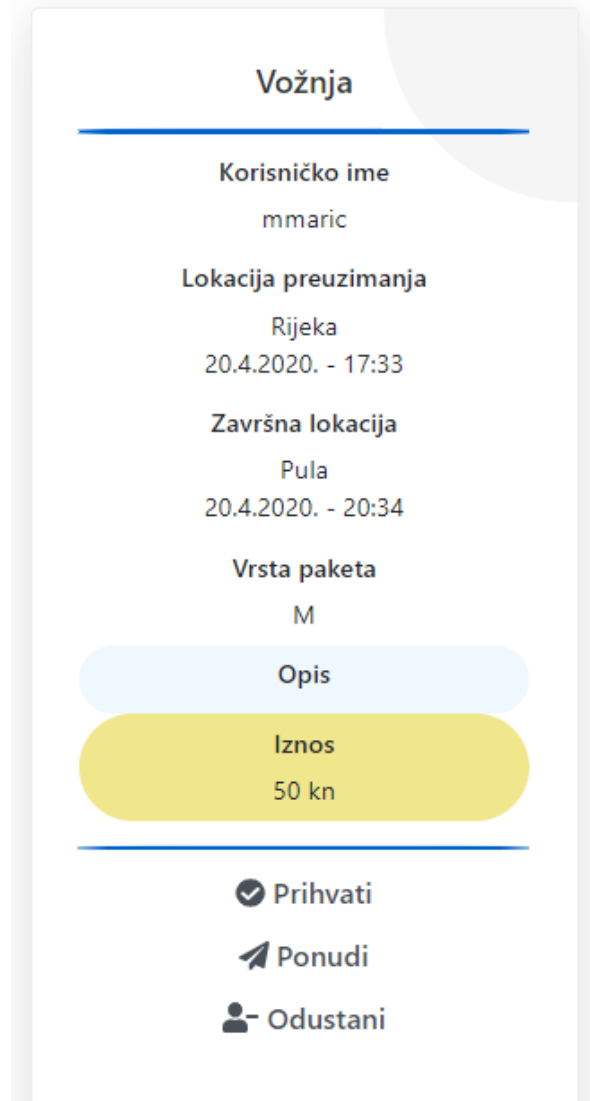 Vožnja
Korisničko ime
mmaric
Lokacija preuzimanja
Rijeka
20.4.2020. - 17:33
Završna lokacija
Pula
20.4.2020. - 20:34
Vrsta paketa
M
Opis
Iznos
50 kn
Prihvati
Ponudi
Odustani